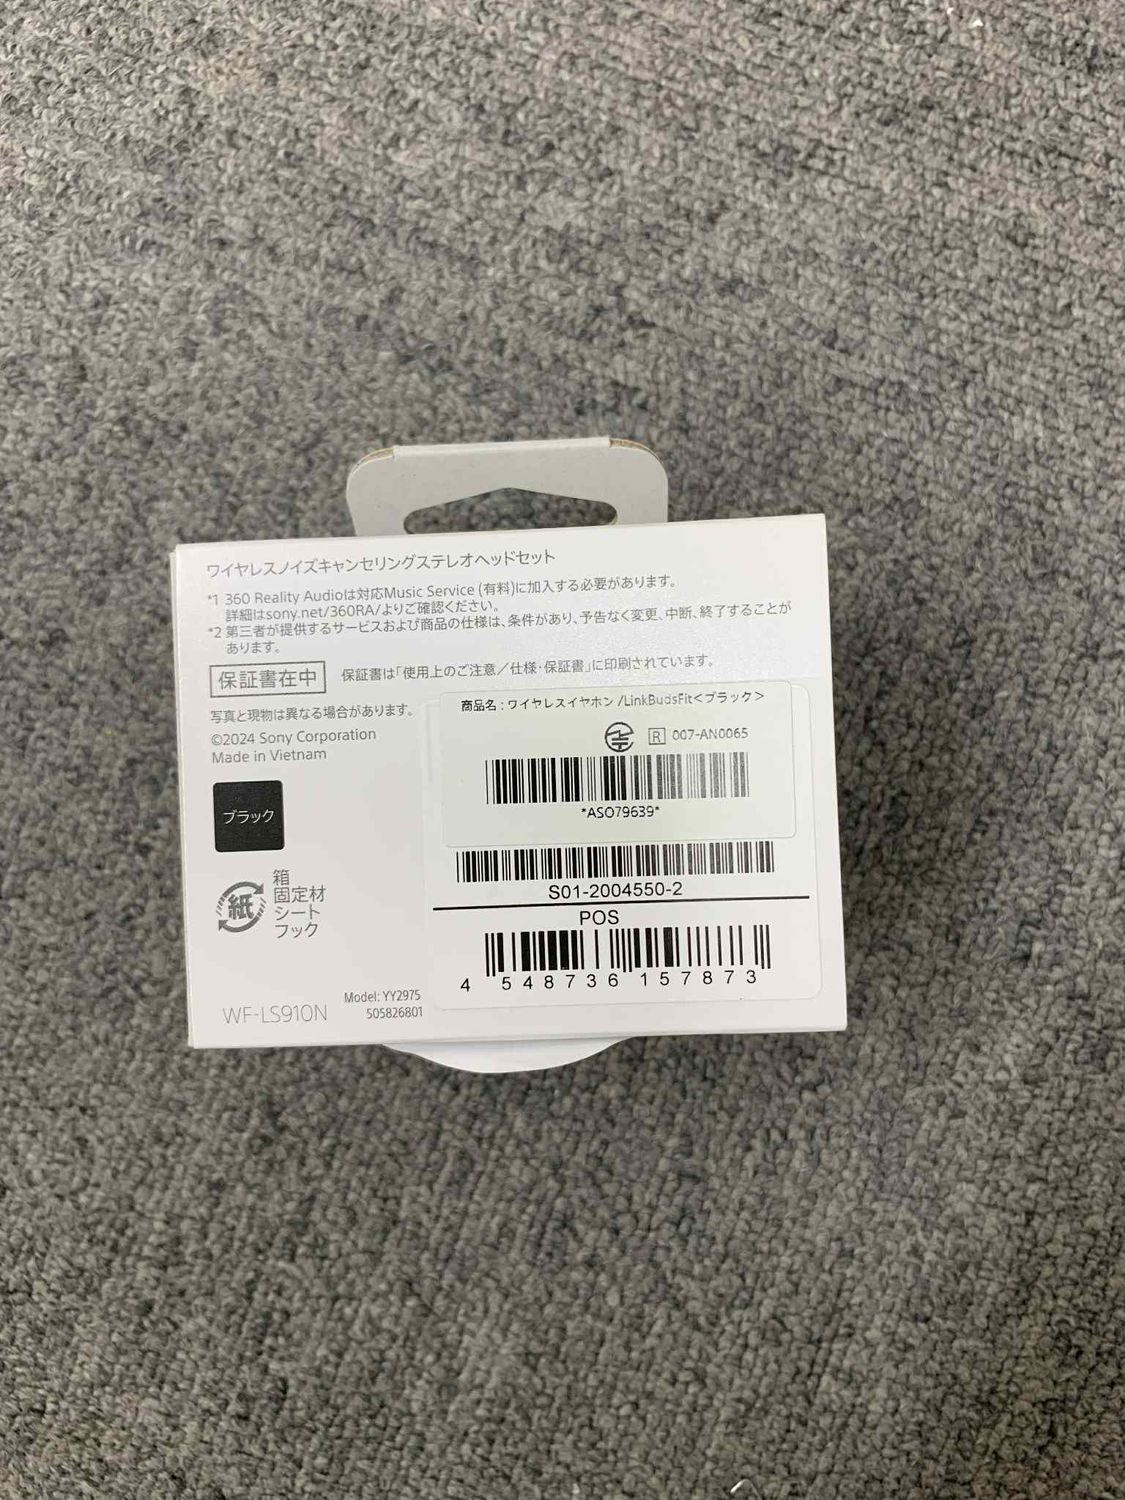 ワイヤレスノイズキャンセリングステレオヘッドセット
*1 360 Reality Audioは対応Music Service (有料)に加入する必要があります。
詳細はsony.net/360RA/よりご確認ください。
*2 第三者が提供するサービスおよび商品の仕様は、条件があり、予告なく変更、中断、終了することが
あります。
保証書在中
保証書は「使用上のご注意／仕様・保証書」に印刷されています。
写真と現物は異なる場合があります。
©2024 Sony Corporation
Made in Vietnam
ブラック
紙
箱
固定材
シート
フック
WF-LS910N
Model: YY2975
505826801
商品名 : ワイヤレスイヤホン /LinkBudsFit<ブラック>
R 007-AN0065
*ASO79639*
S01-2004550-2
POS
4 548736 157873